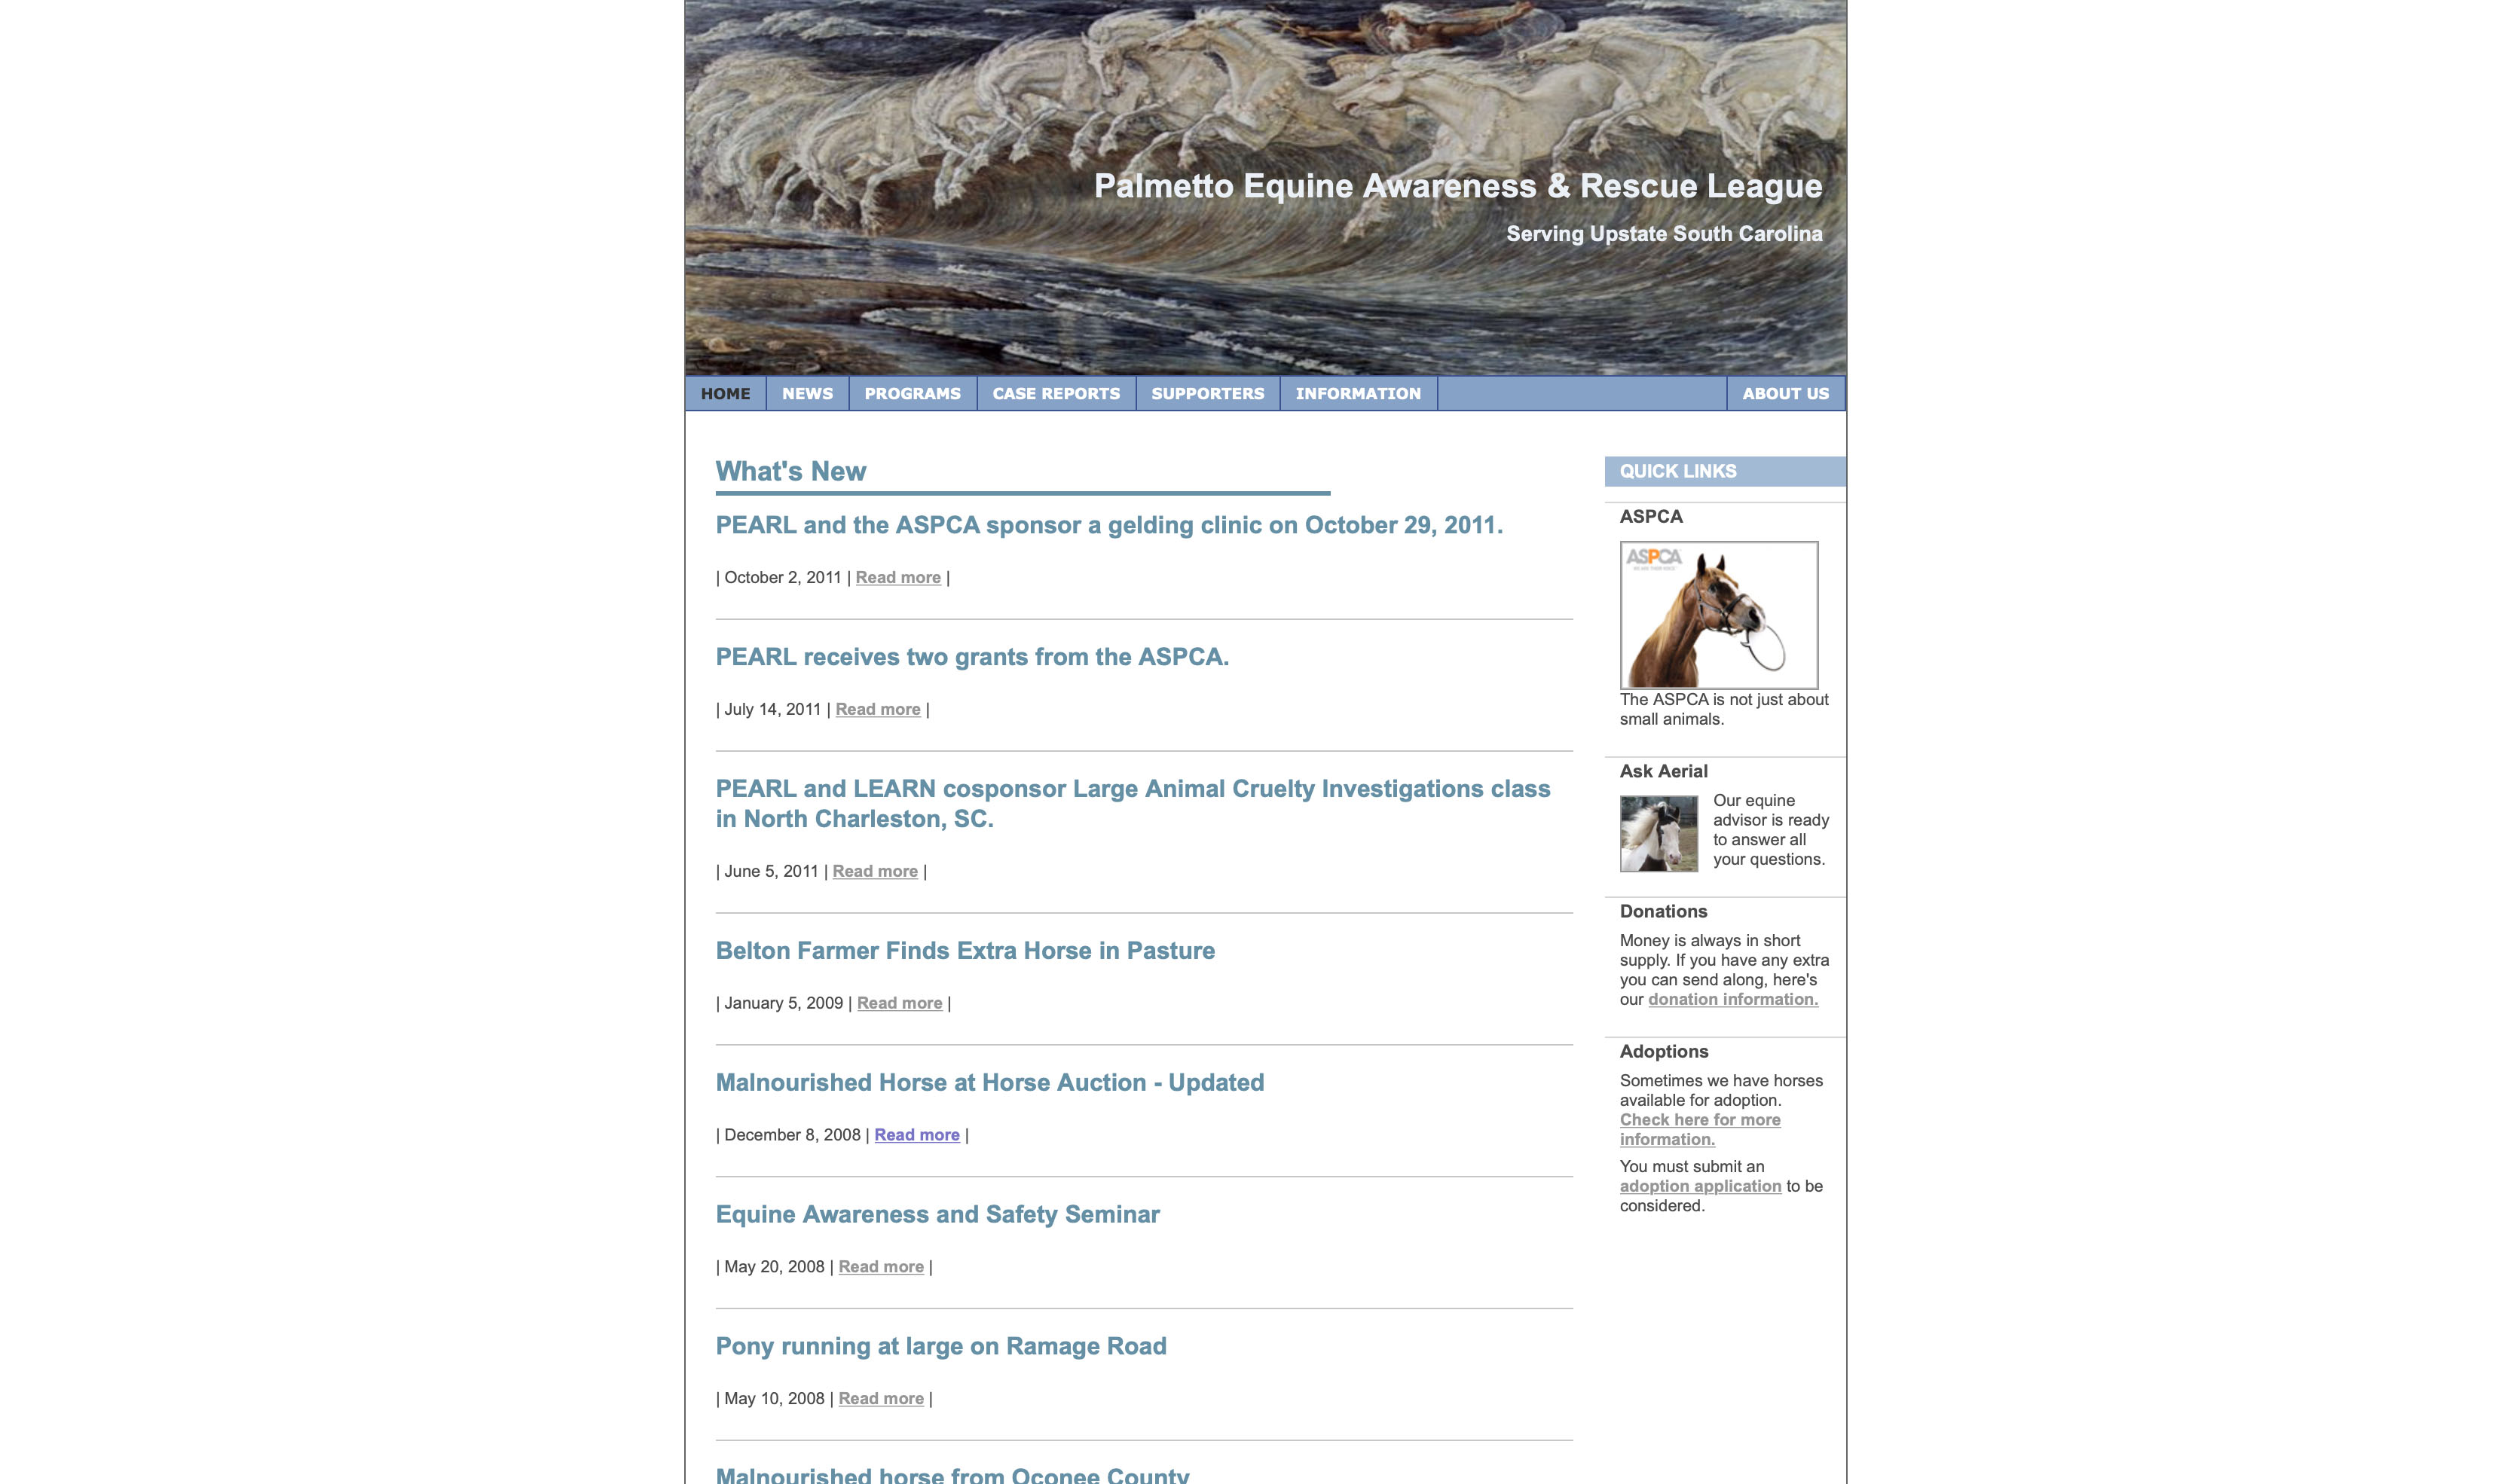 Palmetto Equine Awareness & Rescue League
Serving Upstate South Carolina
HOME
NEWS
PROGRAMS
CASE REPORTS
SUPPORTERS
INFORMATION
ABOUT US
What's New
PEARL and the ASPCA sponsor a gelding clinic on October 29, 2011.
| October 2, 2011 | Read more |
PEARL receives two grants from the ASPCA.
| July 14, 2011 | Read more |
PEARL and LEARN cosponsor Large Animal Cruelty Investigations class
in North Charleston, SC.
| June 5, 2011 | Read more |
Belton Farmer Finds Extra Horse in Pasture
| January 5, 2009 | Read more |
Malnourished Horse at Horse Auction - Updated
| December 8, 2008 | Read more |
Equine Awareness and Safety Seminar
| May 20, 2008 | Read more |
Pony running at large on Ramage Road
| May 10, 2008 | Read more |
Malnourished horse from Oconee County
QUICK LINKS
ASPCA
ASPCA
WE ARE THEIR VOICE
The ASPCA is not just about
small animals.
Ask Aerial
Our equine
advisor is ready
to answer all
your questions.
Donations
Money is always in short
supply. If you have any extra
you can send along, here's
our donation information.
Adoptions
Sometimes we have horses
available for adoption.
Check here for more
information.
You must submit an
adoption application to be
considered.